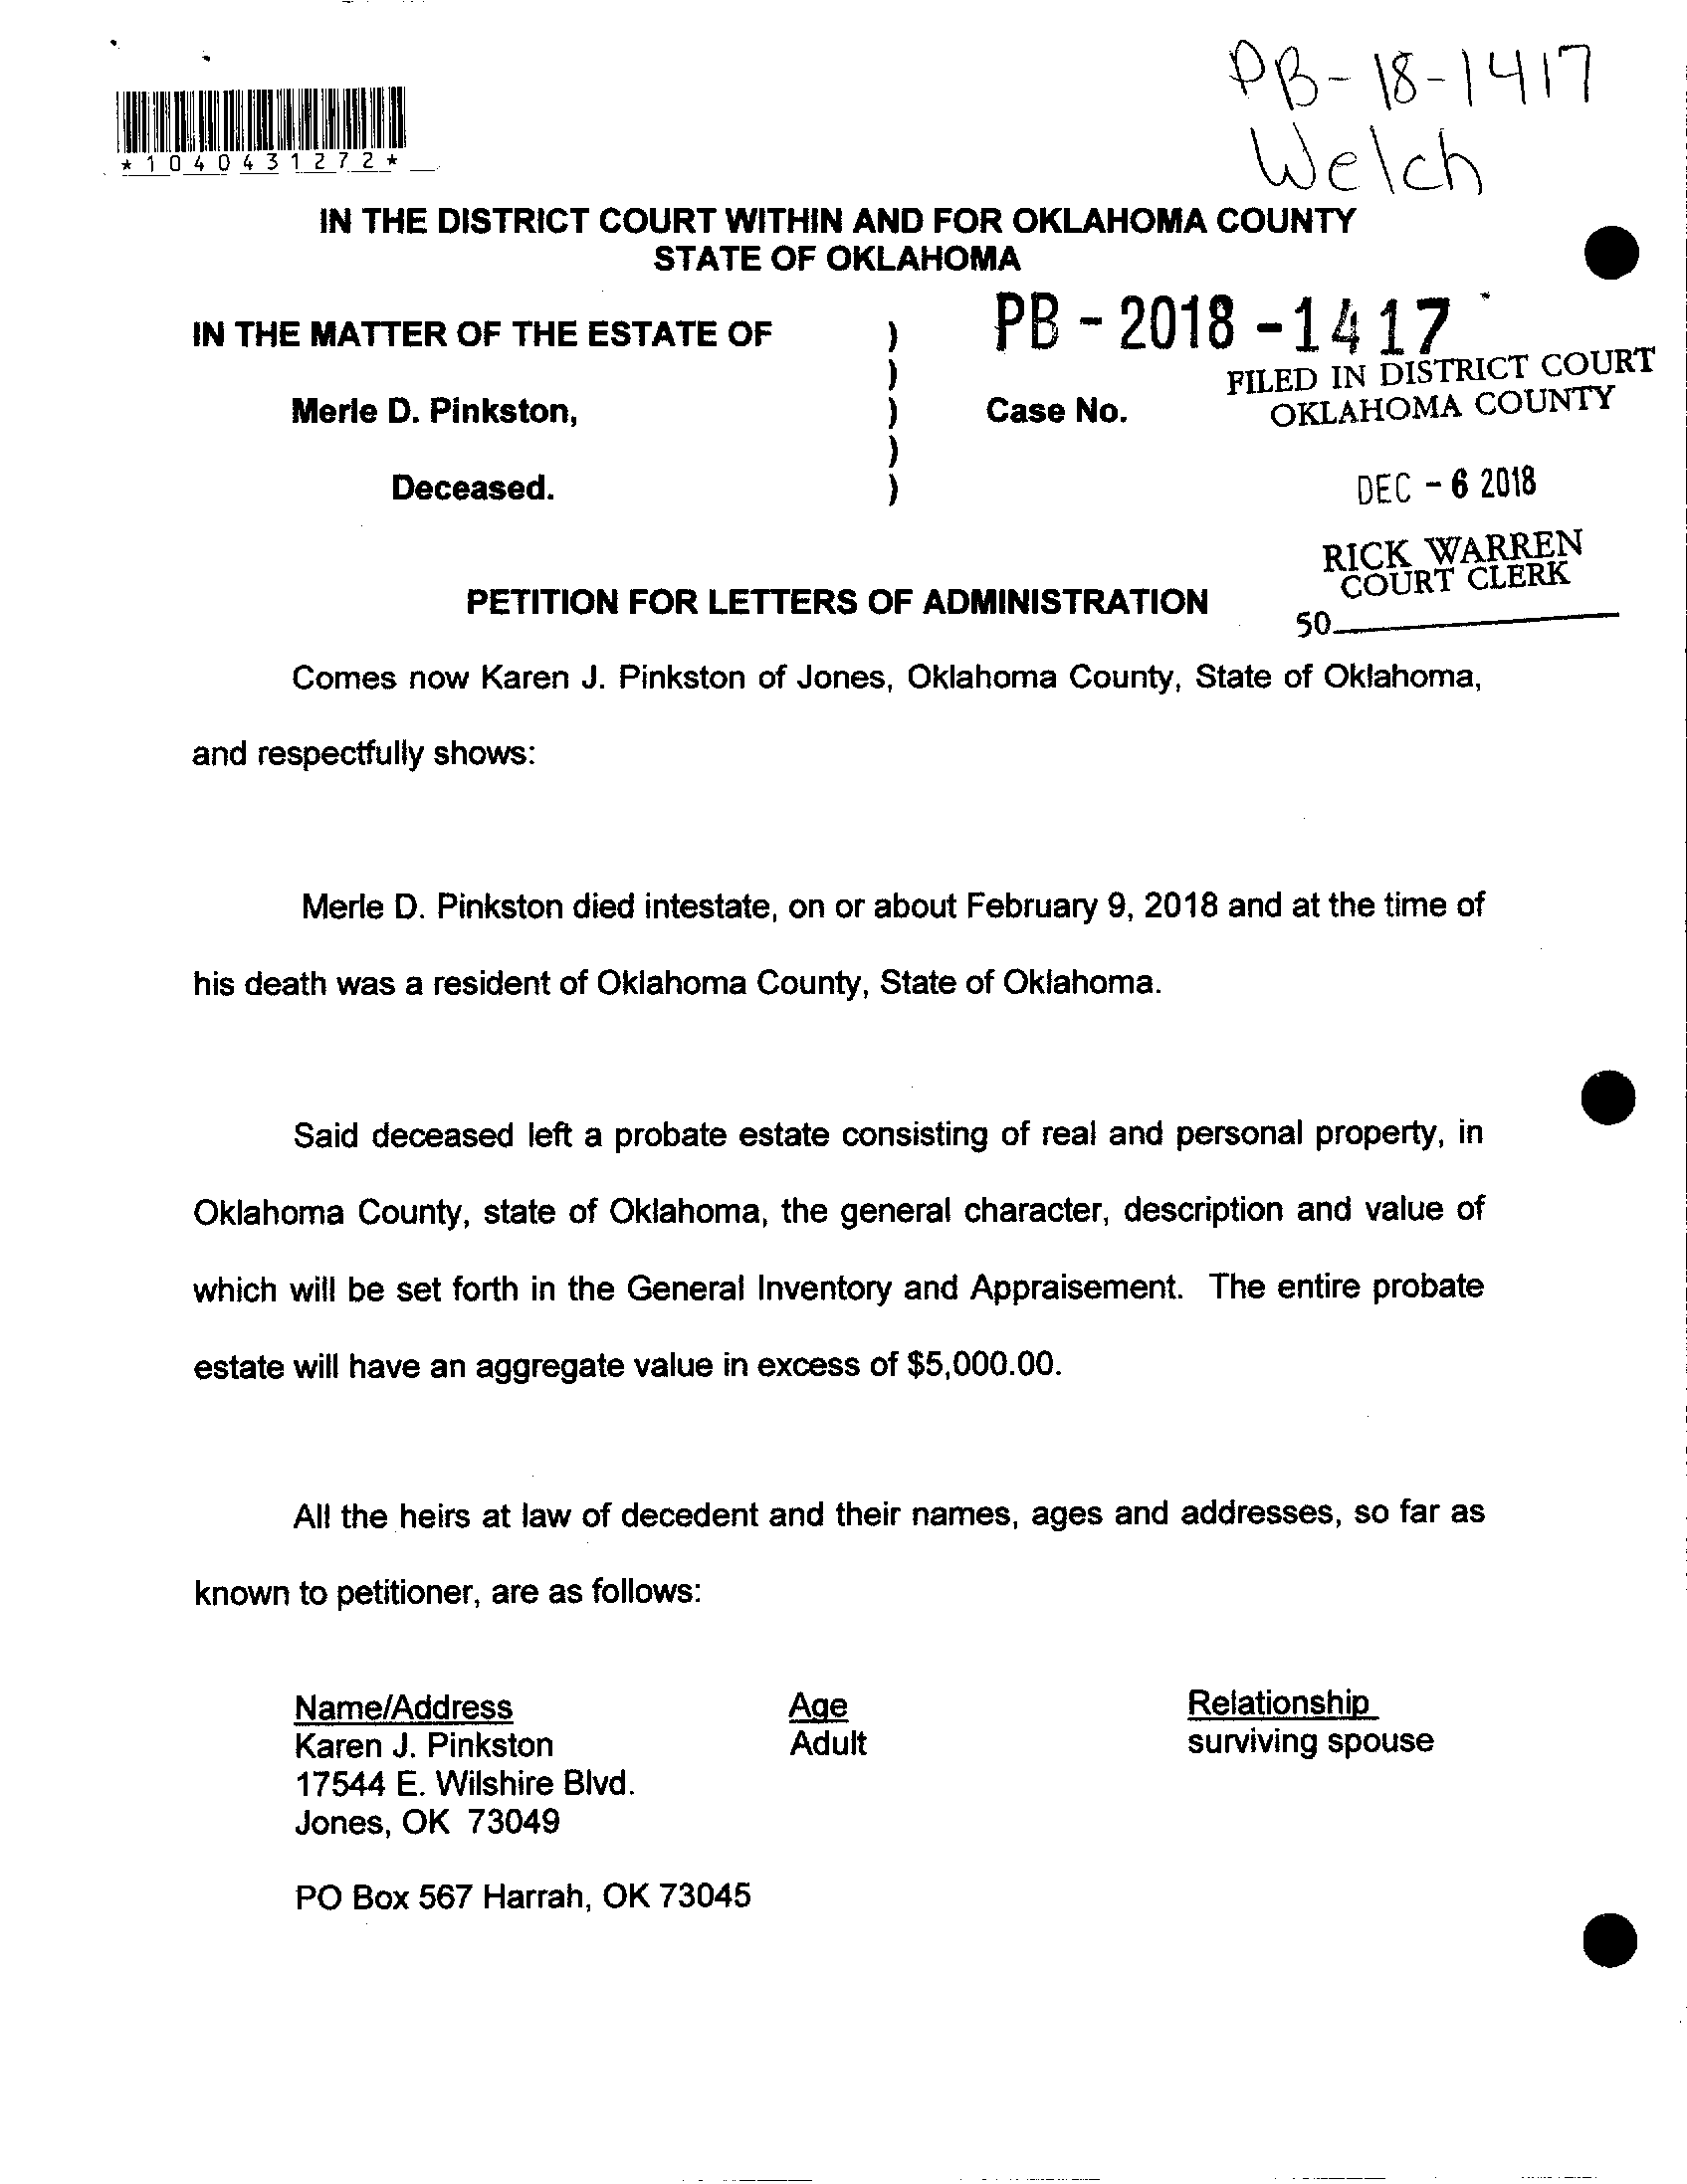 PB-18-1417
Welch
*1040431272*
IN THE DISTRICT COURT WITHIN AND FOR OKLAHOMA COUNTY
STATE OF OKLAHOMA
IN THE MATTER OF THE ESTATE OF )
PB - 2018 - 1417
)
FILED IN DISTRICT COURT
OKLAHOMA COUNTY
Merle D. Pinkston, ) Case No.
)
Deceased. )
DEC - 6 2018
RICK WARREN
COURT CLERK
50
PETITION FOR LETTERS OF ADMINISTRATION
Comes now Karen J. Pinkston of Jones, Oklahoma County, State of Oklahoma,
and respectfully shows:
Merle D. Pinkston died intestate, on or about February 9, 2018 and at the time of
his death was a resident of Oklahoma County, State of Oklahoma.
Said deceased left a probate estate consisting of real and personal property, in
Oklahoma County, state of Oklahoma, the general character, description and value of
which will be set forth in the General Inventory and Appraisement. The entire probate
estate will have an aggregate value in excess of $5,000.00.
All the heirs at law of decedent and their names, ages and addresses, so far as
known to petitioner, are as follows:
Name/Address Age Relationship
Karen J. Pinkston Adult surviving spouse
17544 E. Wilshire Blvd.
Jones, OK 73049
PO Box 567 Harrah, OK 73045